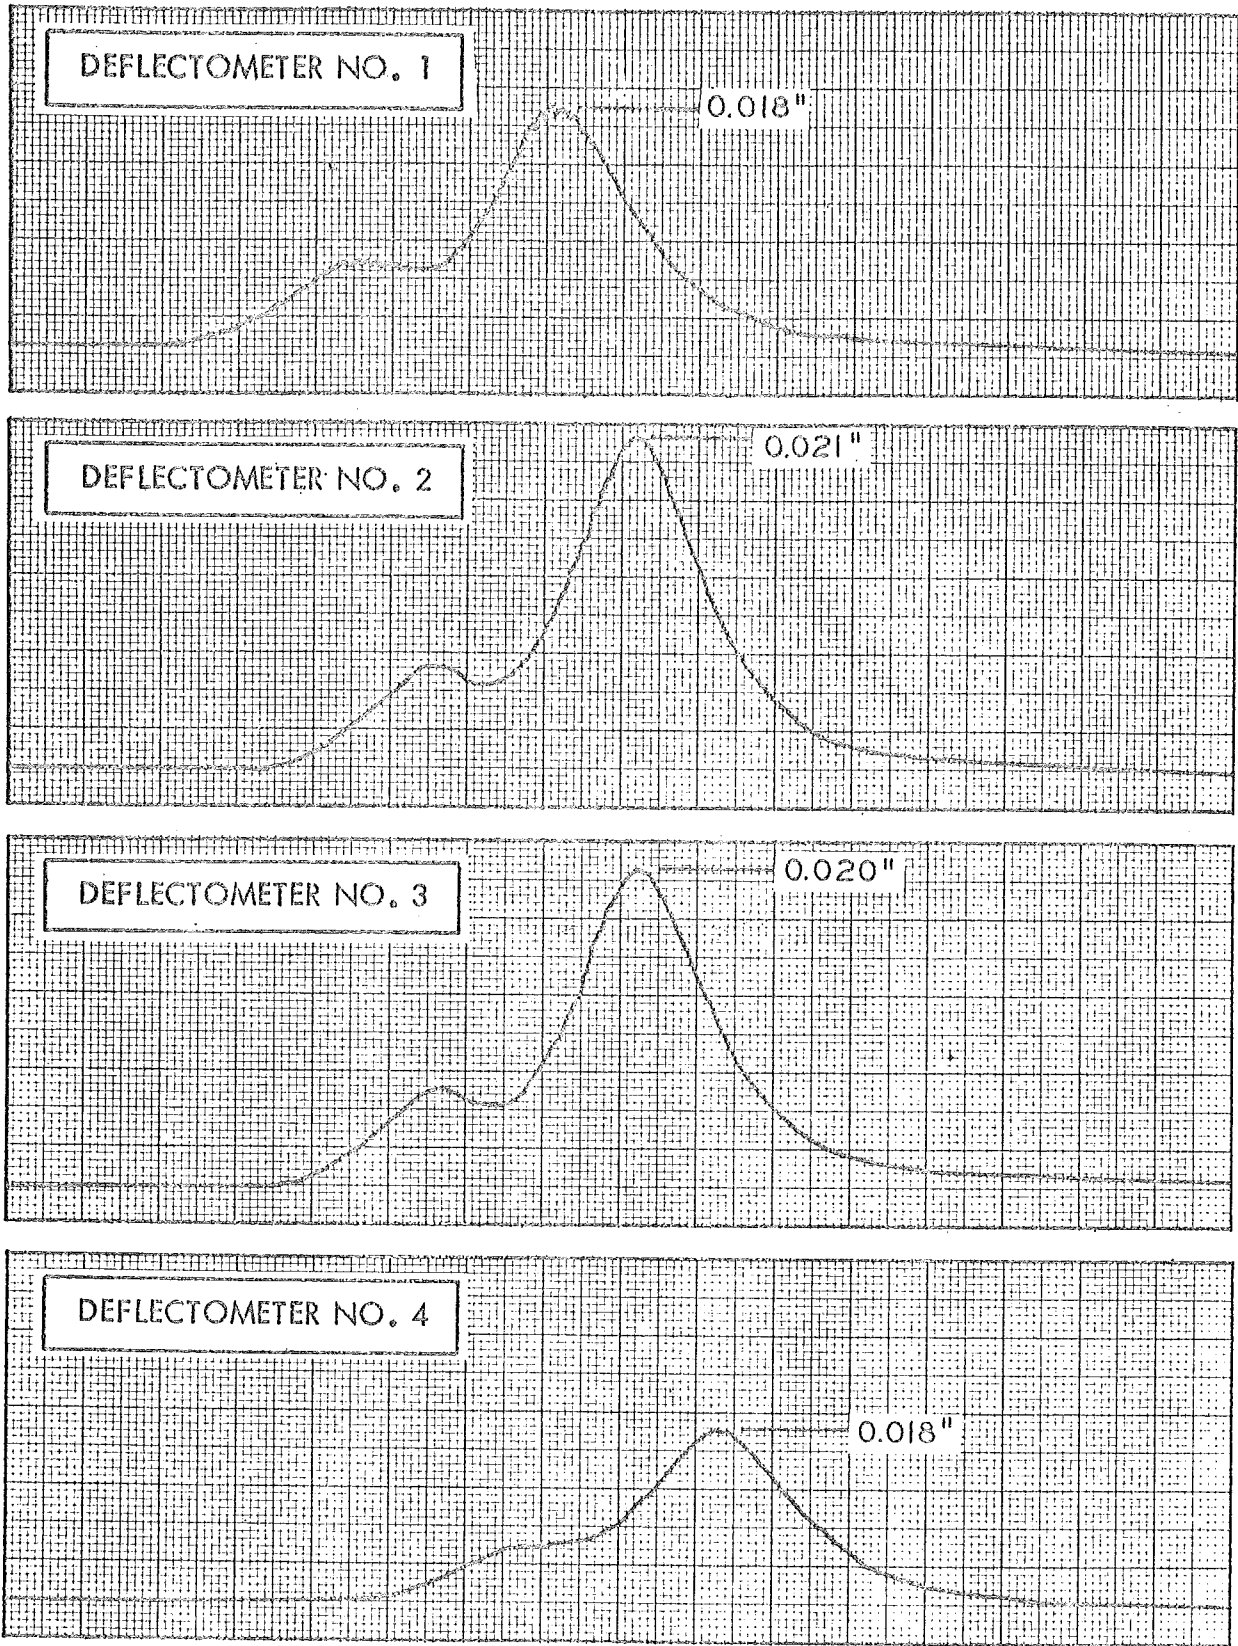 DEFLECTOMETER NO. 1
0.018"
DEFLECTOMETER NO. 2
0.021"
DEFLECTOMETER NO. 3
0.020"
DEFLECTOMETER NO. 4
0.018"